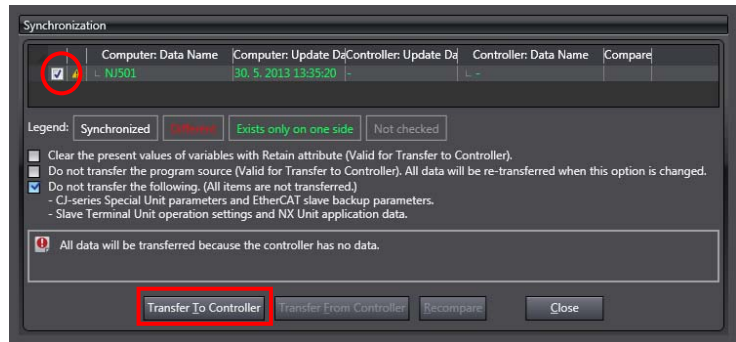 Synchronization
Computer: Data Name Computer: Update Da Controller: Update Da Controller: Data Name Compare
NJ501 30. 5. 2013 13:35:20 - -
Legend: Synchronized Different Exists only on one side Not checked
Clear the present values of variables with Retain attribute (Valid for Transfer to Controller).
Do not transfer the program source (Valid for Transfer to Controller). All data will be re-transferred when this option is changed.
Do not transfer the following. (All items are not transferred.)
- CJ-series Special Unit parameters and EtherCAT slave backup parameters.
- Slave Terminal Unit operation settings and NX Unit application data.
All data will be transferred because the controller has no data.
Transfer To Controller Transfer From Controller Recompare Close